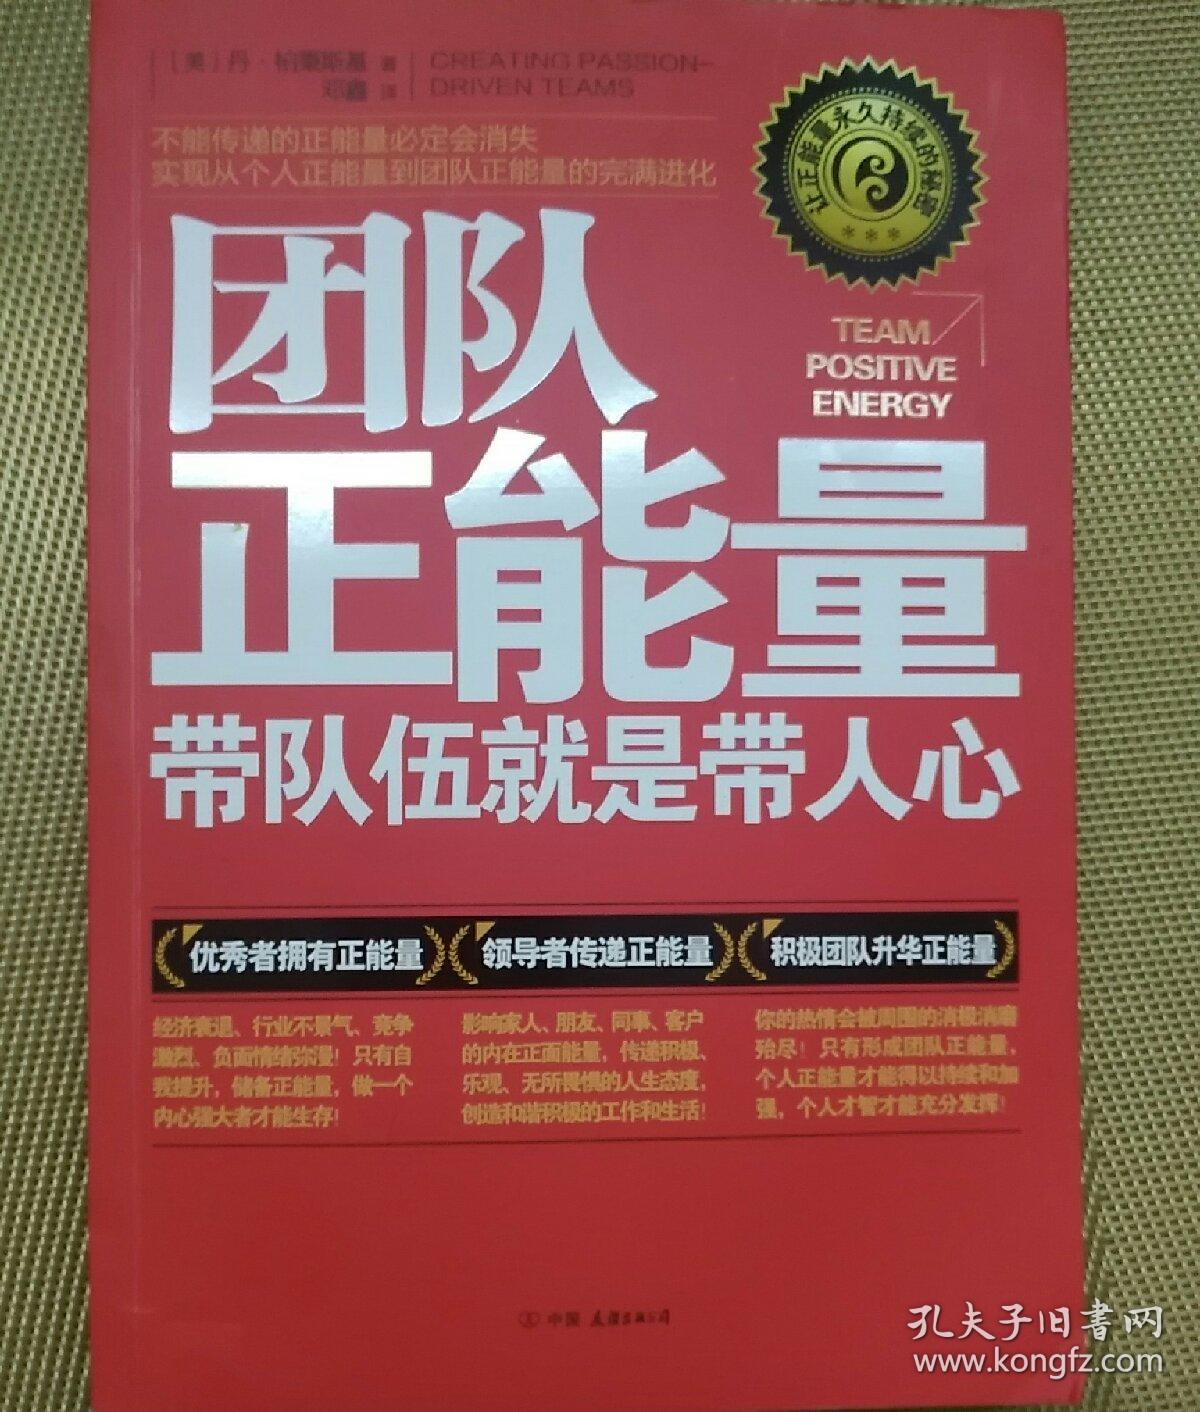 [美]丹·柏栗斯基 著
邓鑫 译
CREATING PASSION-
DRIVEN TEAMS
不能传递的正能量必定会消失
实现从个人正能量到团队正能量的完满进化
让正能量永久持续的秘密
***
团队
TEAM
POSITIVE
ENERGY
正能量
带队伍就是带人心
优秀者拥有正能量
领导者传递正能量
积极团队升华正能量
经济衰退、行业不景气、竞争
激烈、负面情绪弥漫!只有自
我提升,储备正能量,做一个
内心强大者才能生存!
影响家人、朋友、同事、客户
的内在正面能量,传递积极、
乐观、无所畏惧的人生态度,
创造和谐积极的工作和生活!
你的热情会被周围的消极消磨
殆尽!只有形成团队正能量,
个人正能量才能得以持续和加
强,个人才智才能充分发挥!
中国友谊出版公司
孔夫子旧書网
www.kongfz.com